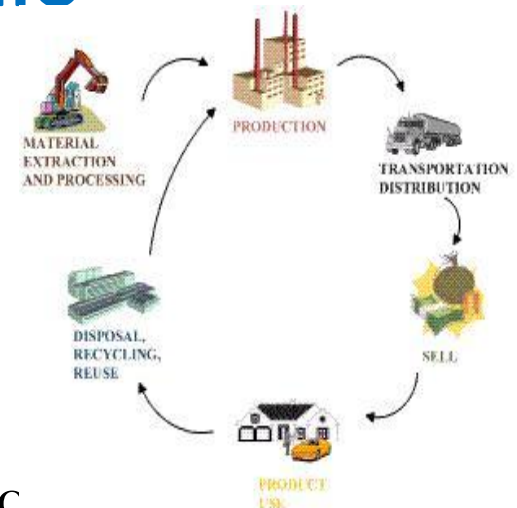 PRODUCTION
MATERIAL
EXTRACTION
AND PROCESSING
TRANSPORTATION
DISTRIBUTION
SELL
PRODUCT
USE
DISPOSAL,
RECYCLING,
REUSE
C